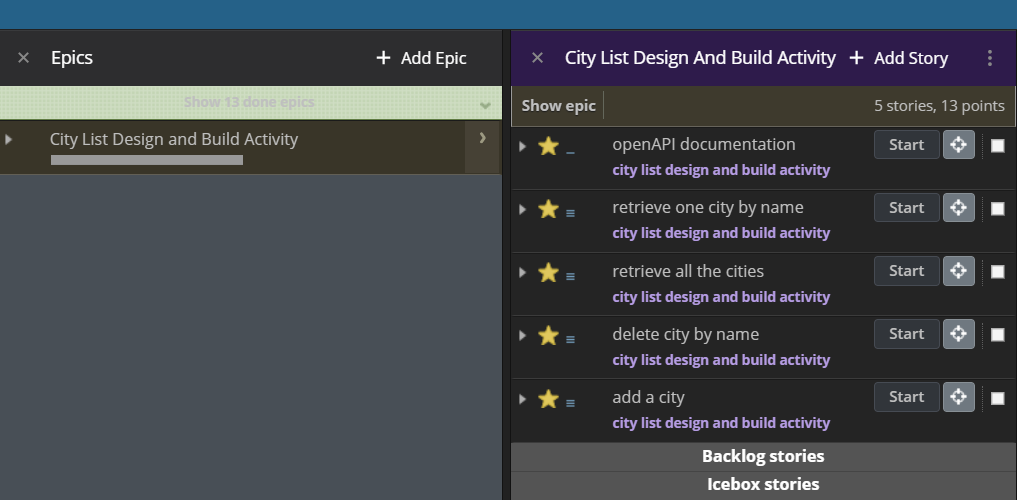 Epics
Add Epic
Show 13 done epics
City List Design and Build Activity
City List Design And Build Activity
Add Story
Show epic
5 stories, 13 points
openAPI documentation
Start
city list design and build activity
retrieve one city by name
Start
city list design and build activity
retrieve all the cities
Start
city list design and build activity
delete city by name
Start
city list design and build activity
add a city
Start
city list design and build activity
Backlog stories
Icebox stories